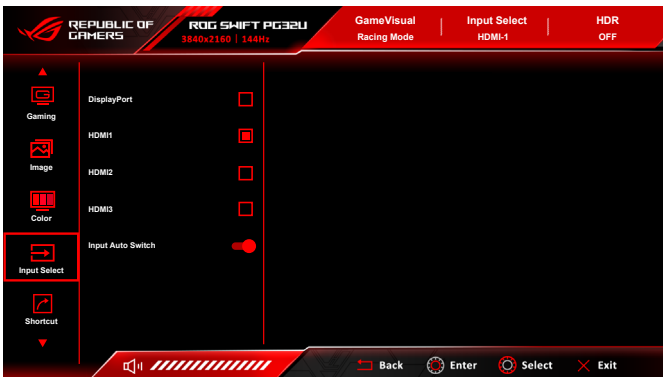 REPUBLIC OF
GAMERS
ROG SWIFT PG32U
3840x2160 | 144Hz
GameVisual
Racing Mode
Input Select
HDMI-1
HDR
OFF
Gaming
Image
Color
Input Select
Shortcut
DisplayPort
HDMI1
HDMI2
HDMI3
Input Auto Switch
Back
Enter
Select
Exit